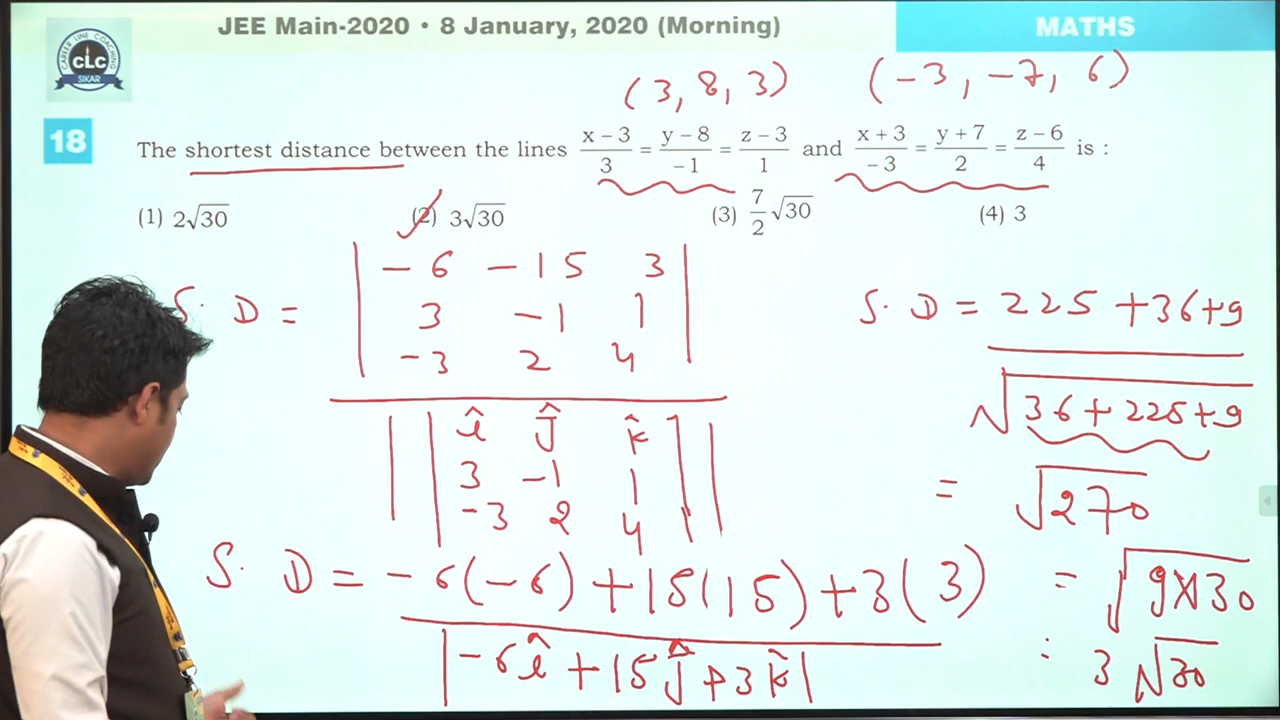 JEE Main-2020 • 8 January, 2020 (Morning)
MATHS
CAREER LINE COACHING
CLC
SIKAR
(3, 8, 3) (-3, -7, 6)
18 The shortest distance between the lines (x - 3)/3 = (y - 8)/-1 = (z - 3)/1 and (x + 3)/-3 = (y + 7)/2 = (z - 6)/4 is :
(1) 2√30 (2) 3√30 (3) 7/2 √30 (4) 3
S. D =
| -6 -15 3 |
| 3 -1 1 |
| -3 2 4 |
| | î ĵ k̂ | |
| | 3 -1 1 | |
| | -3 2 4 | |
S. D = -6(-6) + 15(15) + 3(3)
|-6î + 15ĵ + 3k̂|
S. D = 225 + 36 + 9
√36 + 225 + 9
= √270
= √9×30
: 3√30